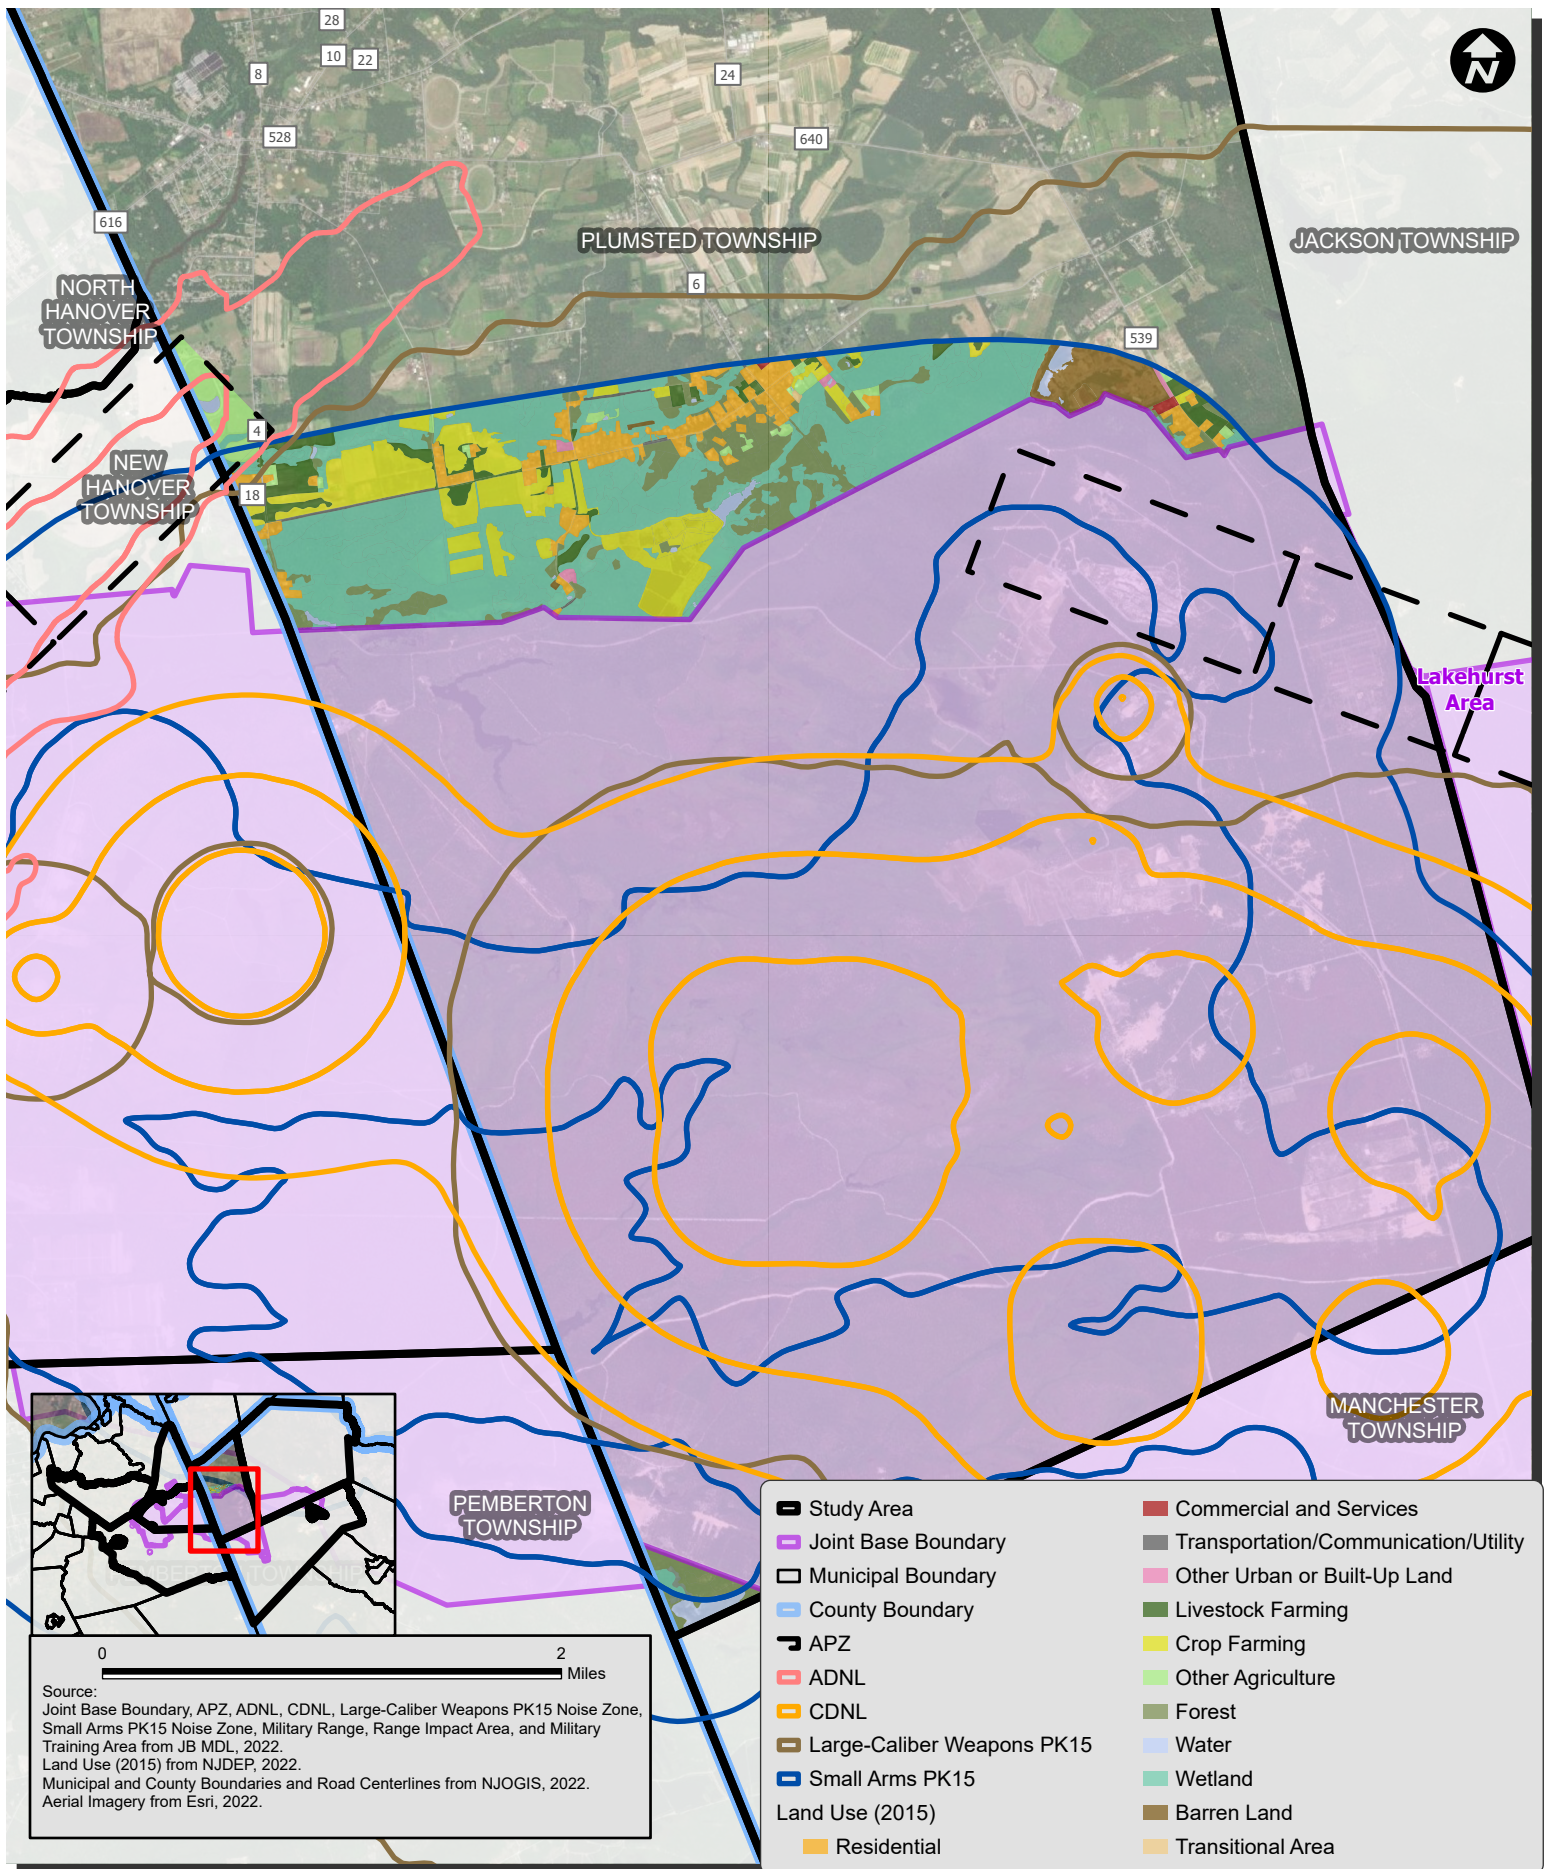 28
10
22
8
24
N
528
640
616
PLUMSTED TOWNSHIP
JACKSON TOWNSHIP
6
NORTH
HANOVER
TOWNSHIP
539
4
NEW
HANOVER
TOWNSHIP
18
Lakehurst
Area
MANCHESTER
TOWNSHIP
PEMBERTON
TOWNSHIP
PEMBERTON TOWNSHIP
0
2
Miles
Source:
Joint Base Boundary, APZ, ADNL, CDNL, Large-Caliber Weapons PK15 Noise Zone,
Small Arms PK15 Noise Zone, Military Range, Range Impact Area, and Military
Training Area from JB MDL, 2022.
Land Use (2015) from NJDEP, 2022.
Municipal and County Boundaries and Road Centerlines from NJOGIS, 2022.
Aerial Imagery from Esri, 2022.
Study Area
Joint Base Boundary
Municipal Boundary
County Boundary
APZ
ADNL
CDNL
Large-Caliber Weapons PK15
Small Arms PK15
Land Use (2015)
Residential
Commercial and Services
Transportation/Communication/Utility
Other Urban or Built-Up Land
Livestock Farming
Crop Farming
Other Agriculture
Forest
Water
Wetland
Barren Land
Transitional Area